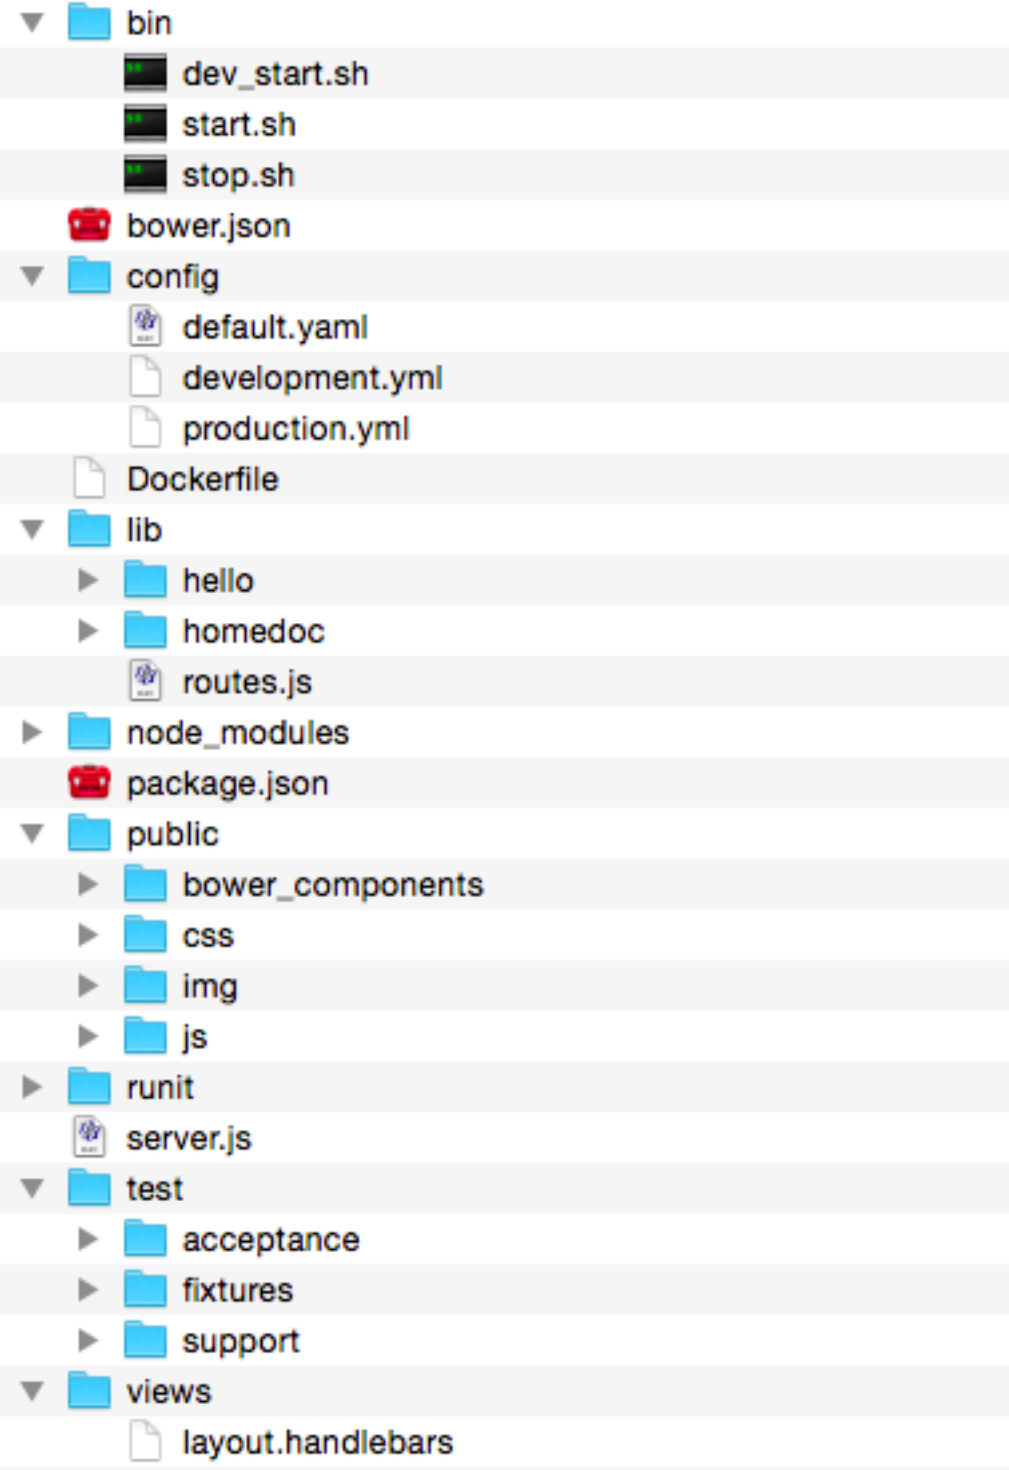 bin
dev_start.sh
start.sh
stop.sh
bower.json
config
default.yaml
development.yml
production.yml
Dockerfile
lib
hello
homedoc
routes.js
node_modules
package.json
public
bower_components
css
img
js
runit
server.js
test
acceptance
fixtures
support
views
layout.handlebars